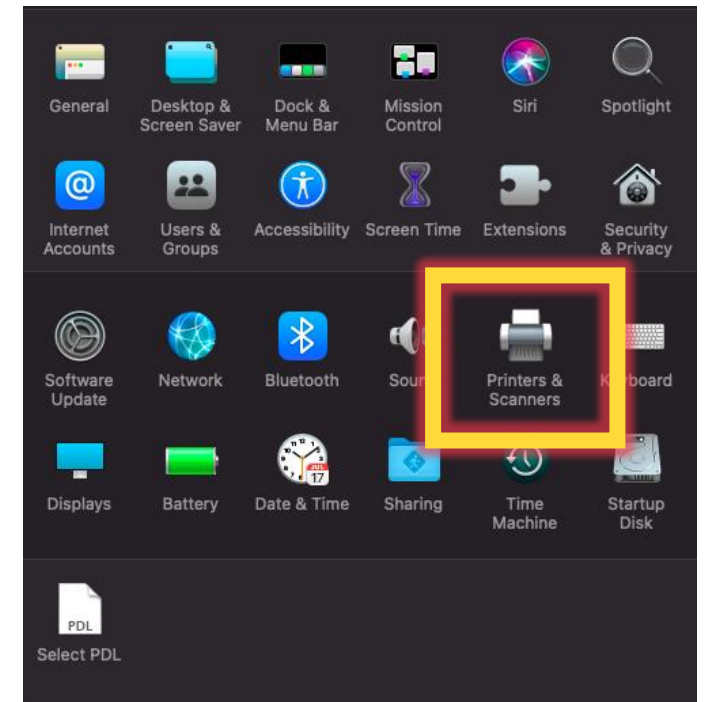 General Desktop & Screen Saver Dock & Menu Bar Mission Control Siri Spotlight
@
Internet Accounts Users & Groups Accessibility Screen Time Extensions Security & Privacy
Software Update Network Bluetooth Printers & Scanners
JUL
17
Displays Battery Date & Time Sharing Time Machine Startup Disk
PDL
Select PDL